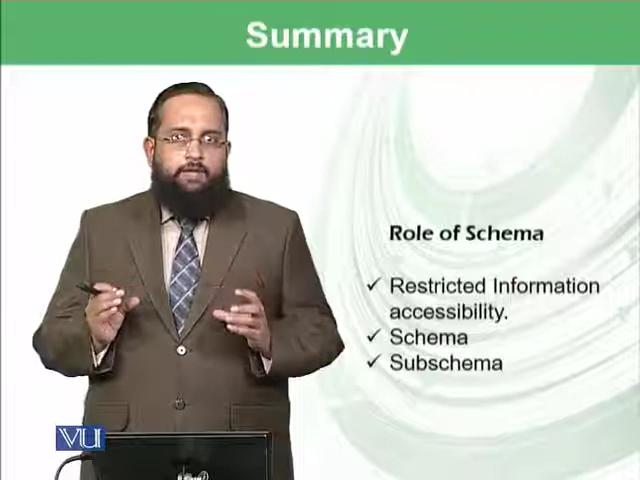 Summary
Role of Schema
✓ Restricted Information
accessibility.
✓ Schema
✓ Subschema
VU